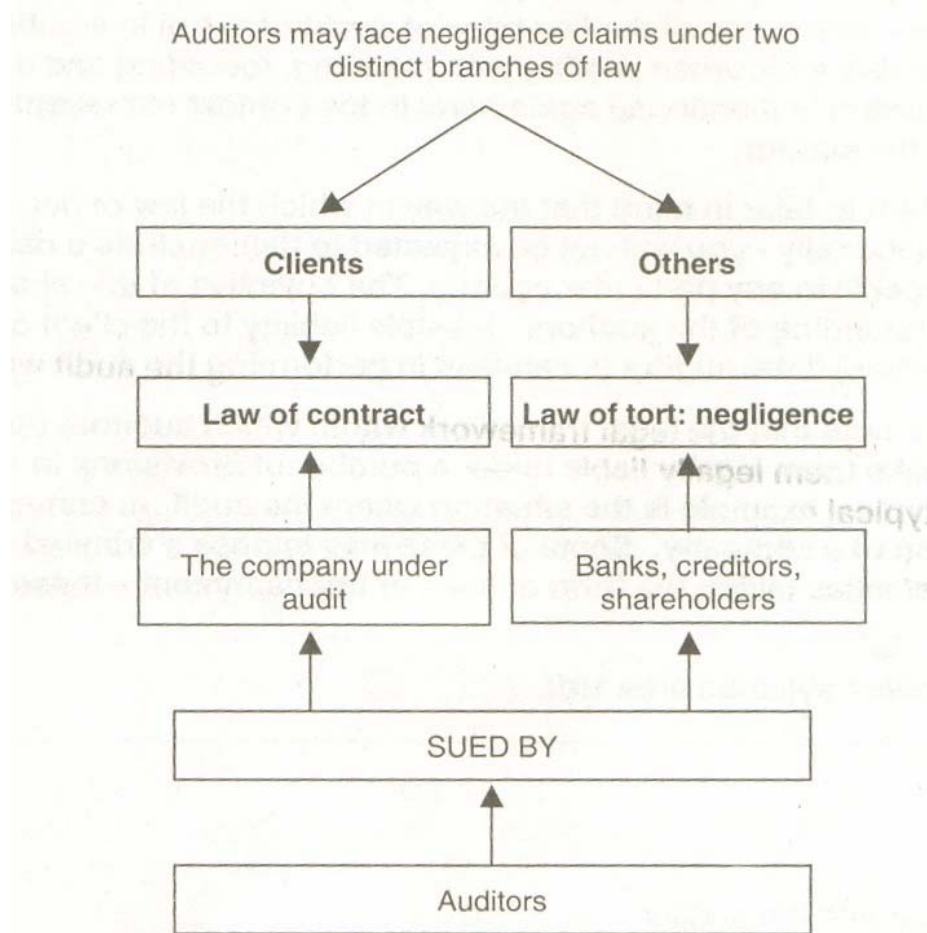 Auditors may face negligence claims under two
distinct branches of law
Clients
Others
Law of contract
Law of tort: negligence
The company under
audit
Banks, creditors,
shareholders
SUED BY
Auditors